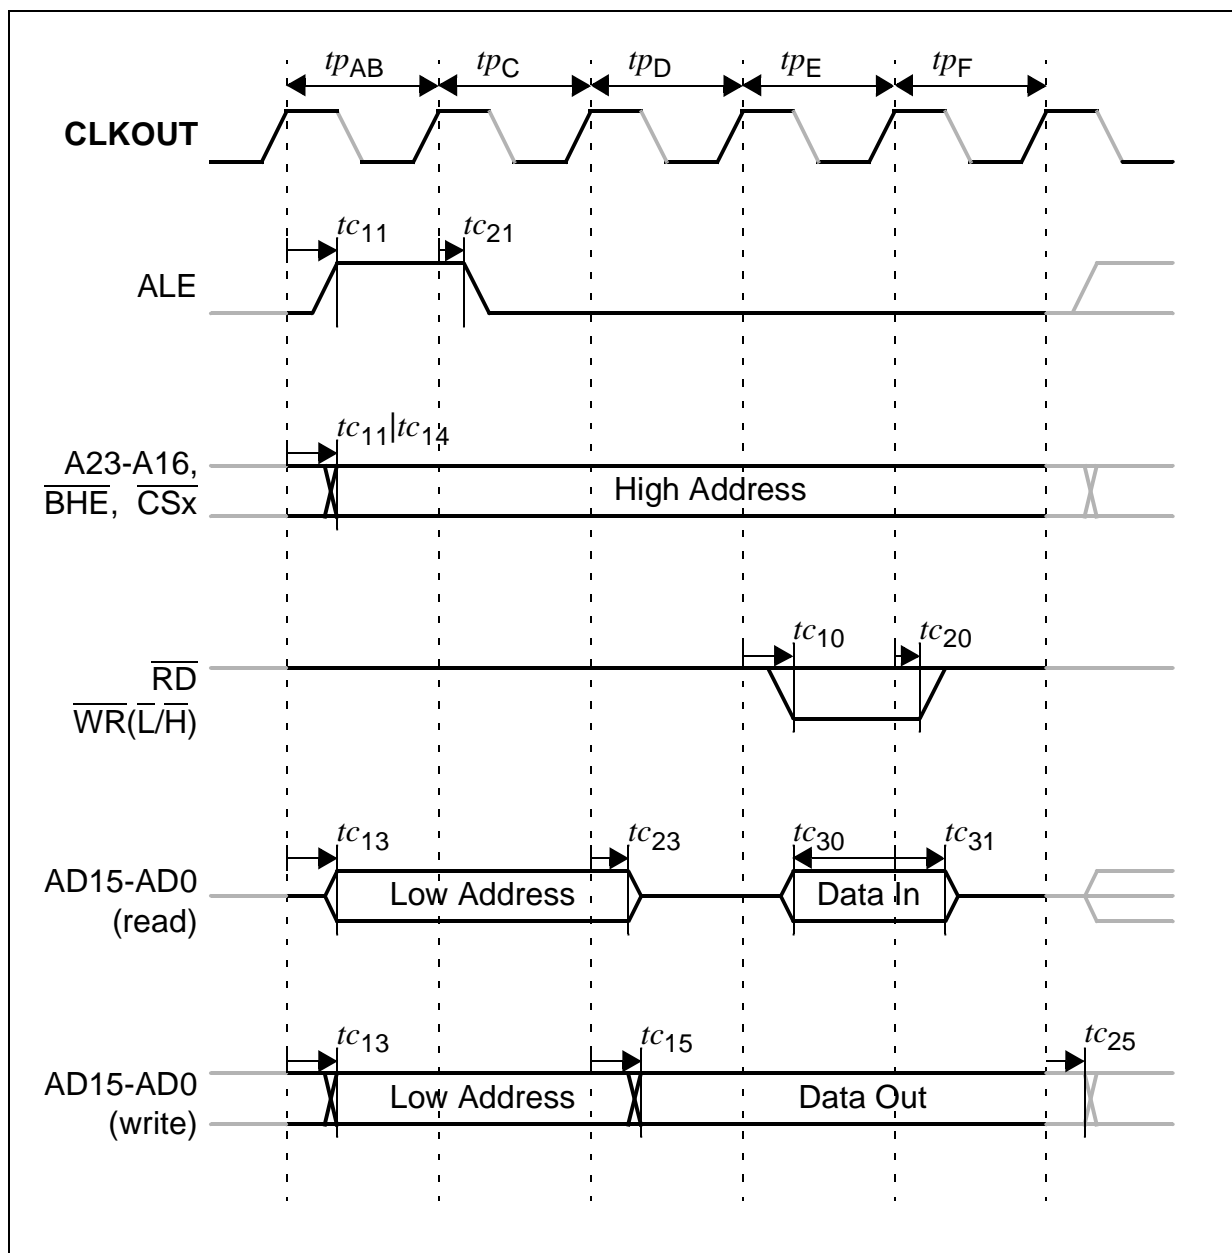 tpAB tpC tpD tpE tpF
CLKOUT
tc11 tc21
ALE
tc11|tc14
A23-A16,
BHE, CSx
High Address
tc10 tc20
RD
WR(L/H)
tc13 tc23 tc30 tc31
AD15-AD0
(read)
Low Address Data In
tc13 tc15 tc25
AD15-AD0
(write)
Low Address Data Out